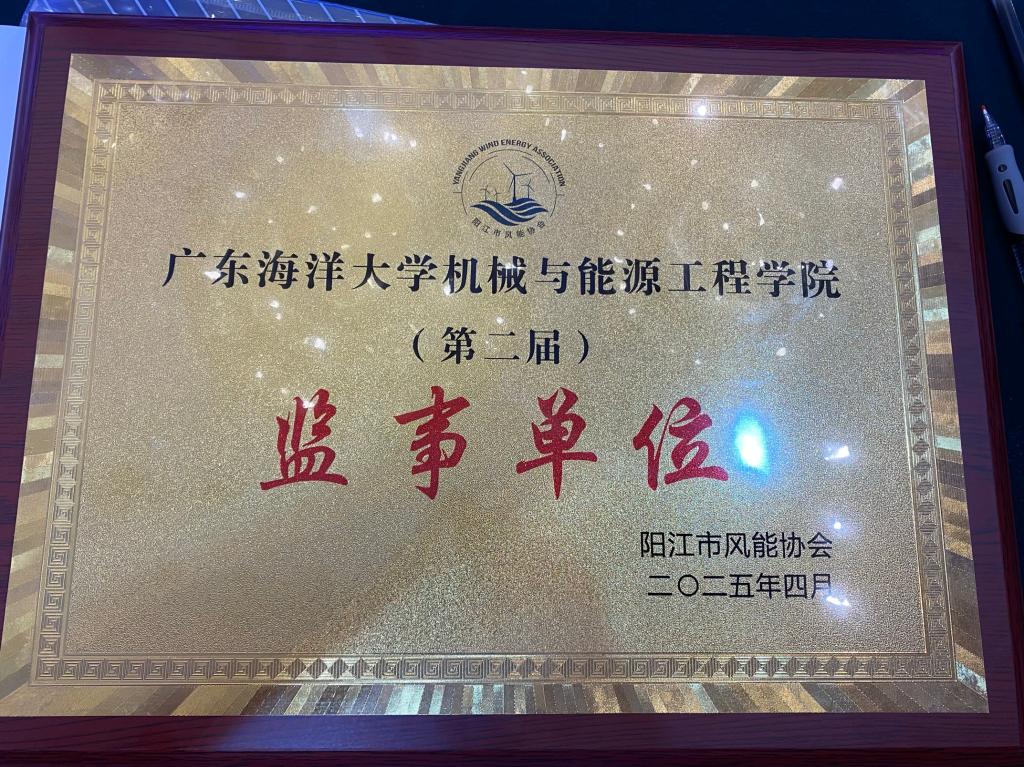 YANGJIANG WIND ENERGY ASSOCIATION
阳江市风能协会
广东海洋大学机械与能源工程学院
（第二届）
监事单位
阳江市风能协会
二〇二五年四月